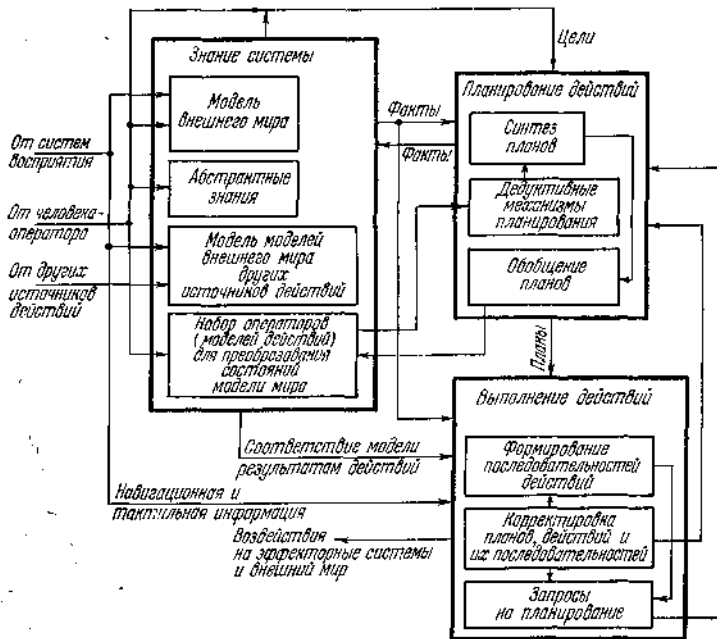 Цели
Знание системы
Модель
внешнего мира
Абстрактные
знания
Модель моделей
внешнего мира
других
источников действий
Набор операторов
(моделей действий)
для преобразования
состояний
модели мира
От систем
восприятия
От человека-
оператора
От других
источников
действий
Факты
Факты
Планирование действий
Синтез
планов
Дедуктивные
механизмы
планирования
Обобщение
планов
Планы
Выполнение действий
Формирование
последовательностей
действий
Корректировка
планов, действий и
их последовательностей
Запросы
на планирование
Соответствие модели
результатам действий
Навигационная и
тактильная информация
Воздействия
на эффекторные системы
и внешний мир